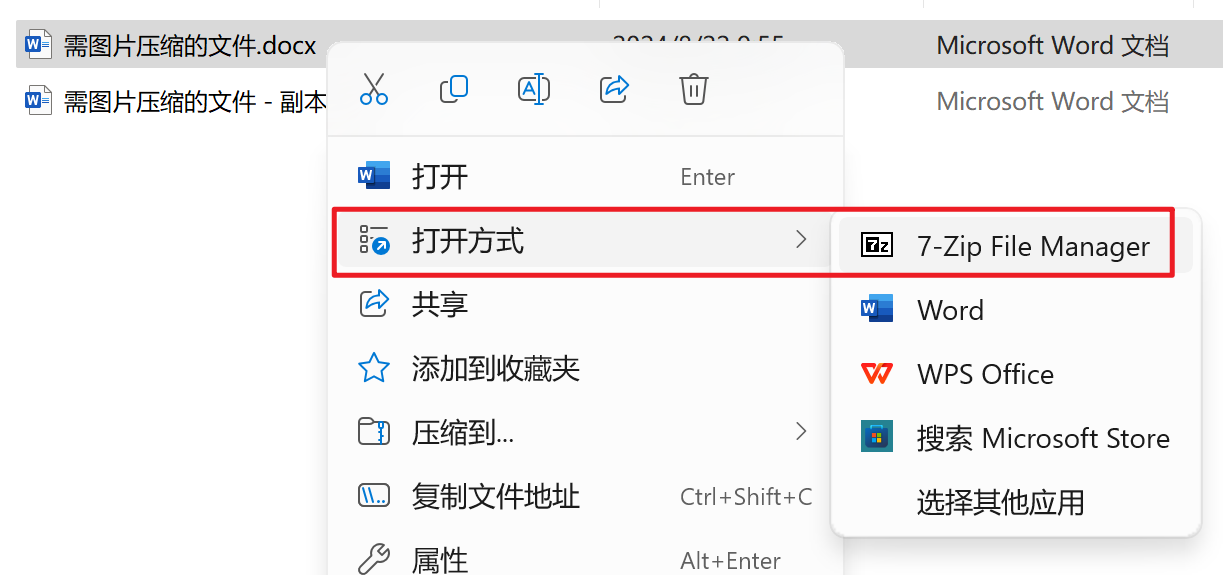 需图片压缩的文件.docx Microsoft Word 文档
需图片压缩的文件 - 副本 Microsoft Word 文档
打开 Enter
打开方式
7-Zip File Manager
共享
Word
添加到收藏夹
WPS Office
压缩到...
搜索 Microsoft Store
复制文件地址 Ctrl+Shift+C
选择其他应用
属性 Alt+Enter